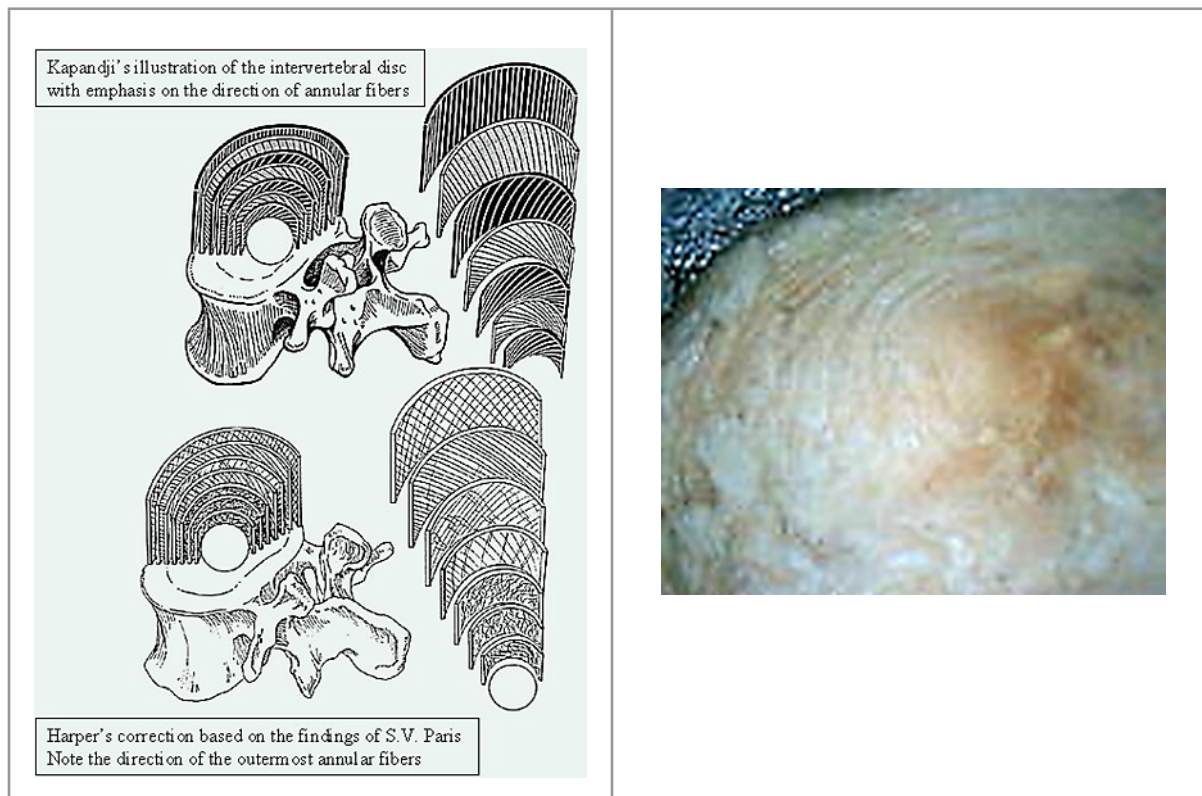 Kapandji's illustration of the intervertebral disc
with emphasis on the direction of annular fibers
Harper's correction based on the findings of S.V. Paris
Note the direction of the outermost annular fibers